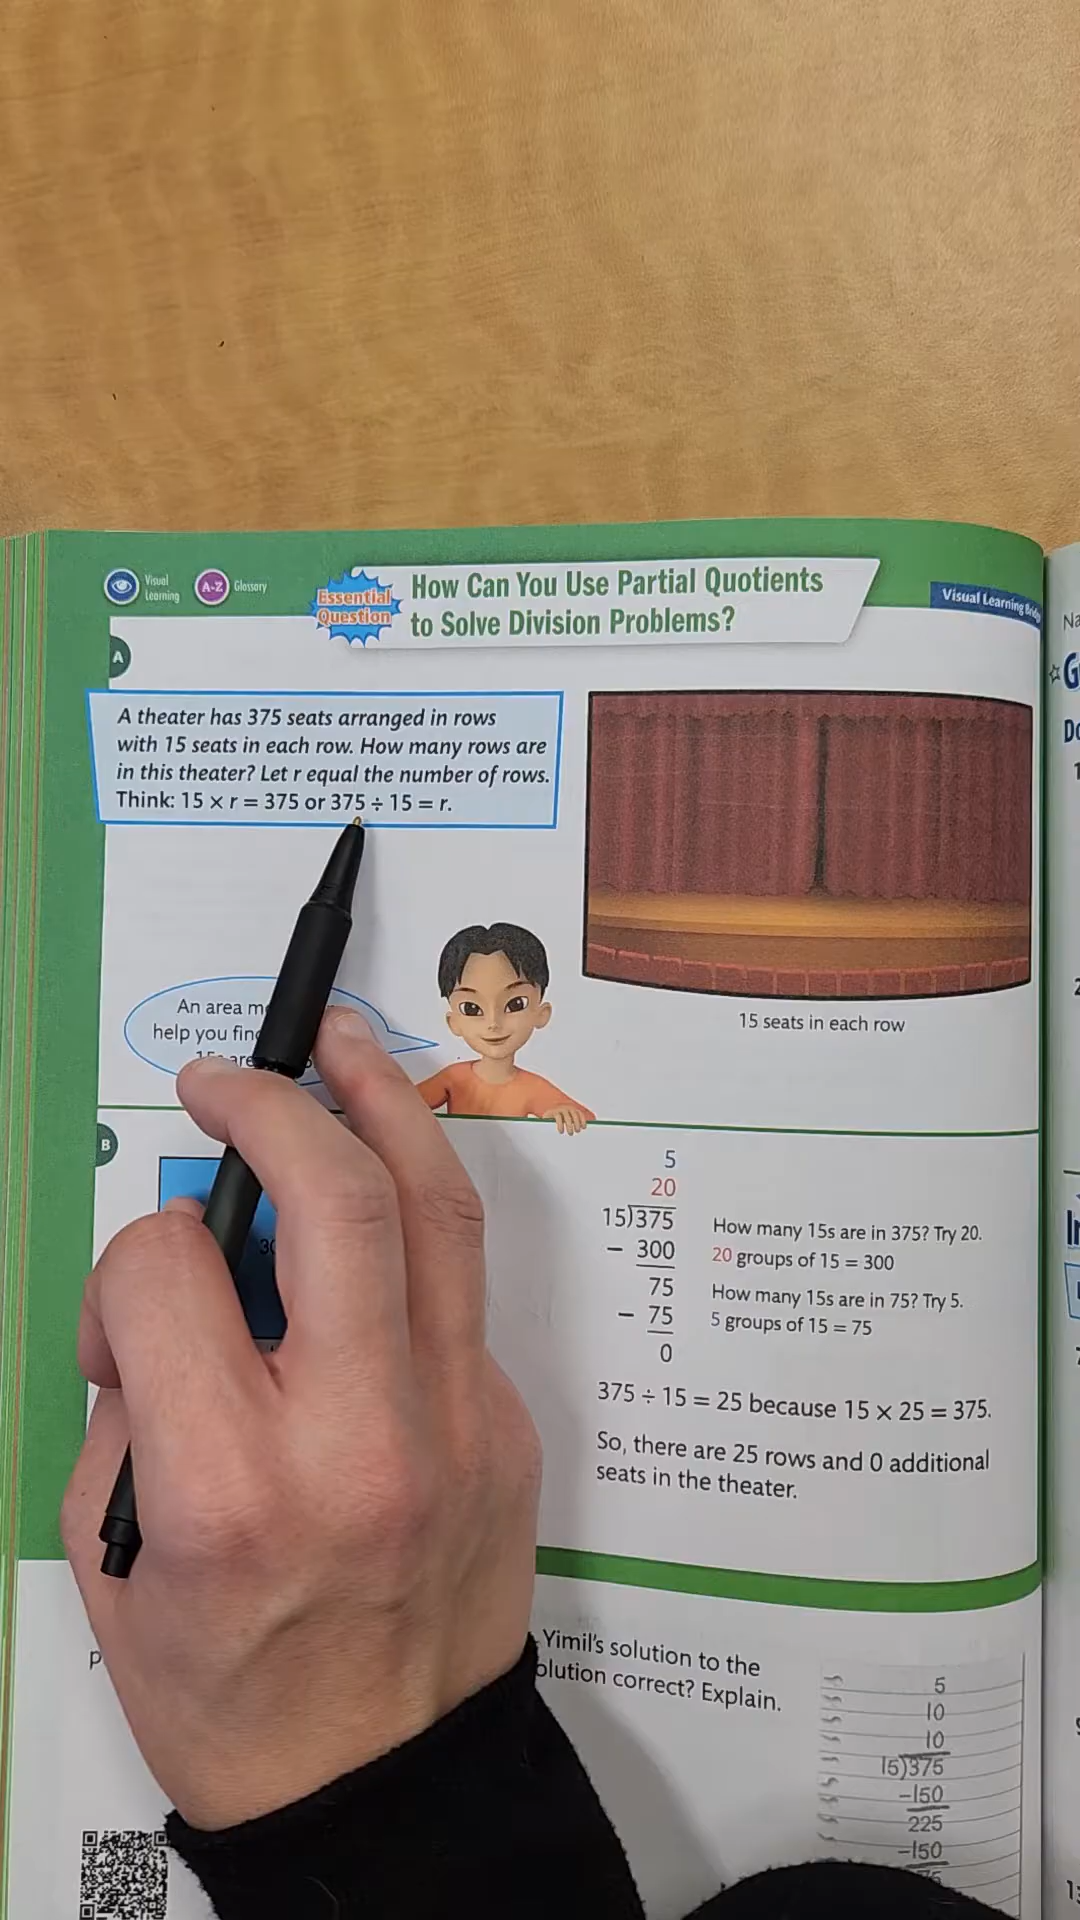 Visual
Learning
A-Z
Glossary
Essential
Question
How Can You Use Partial Quotients
to Solve Division Problems?
Visual Learning
A
A theater has 375 seats arranged in rows
with 15 seats in each row. How many rows are
in this theater? Let r equal the number of rows.
Think: 15 × r = 375 or 375 ÷ 15 = r.
An area
help you
15 seats in each row
B
5
20
15)375
− 300
75
− 75
0
How many 15s are in 375? Try 20.
20 groups of 15 = 300
How many 15s are in 75? Try 5.
5 groups of 15 = 75
375 ÷ 15 = 25 because 15 × 25 = 375.
So, there are 25 rows and 0 additional
seats in the theater.
Yimil's solution to the
correct? Explain.
5
10
10
15)375
−150
225
−150